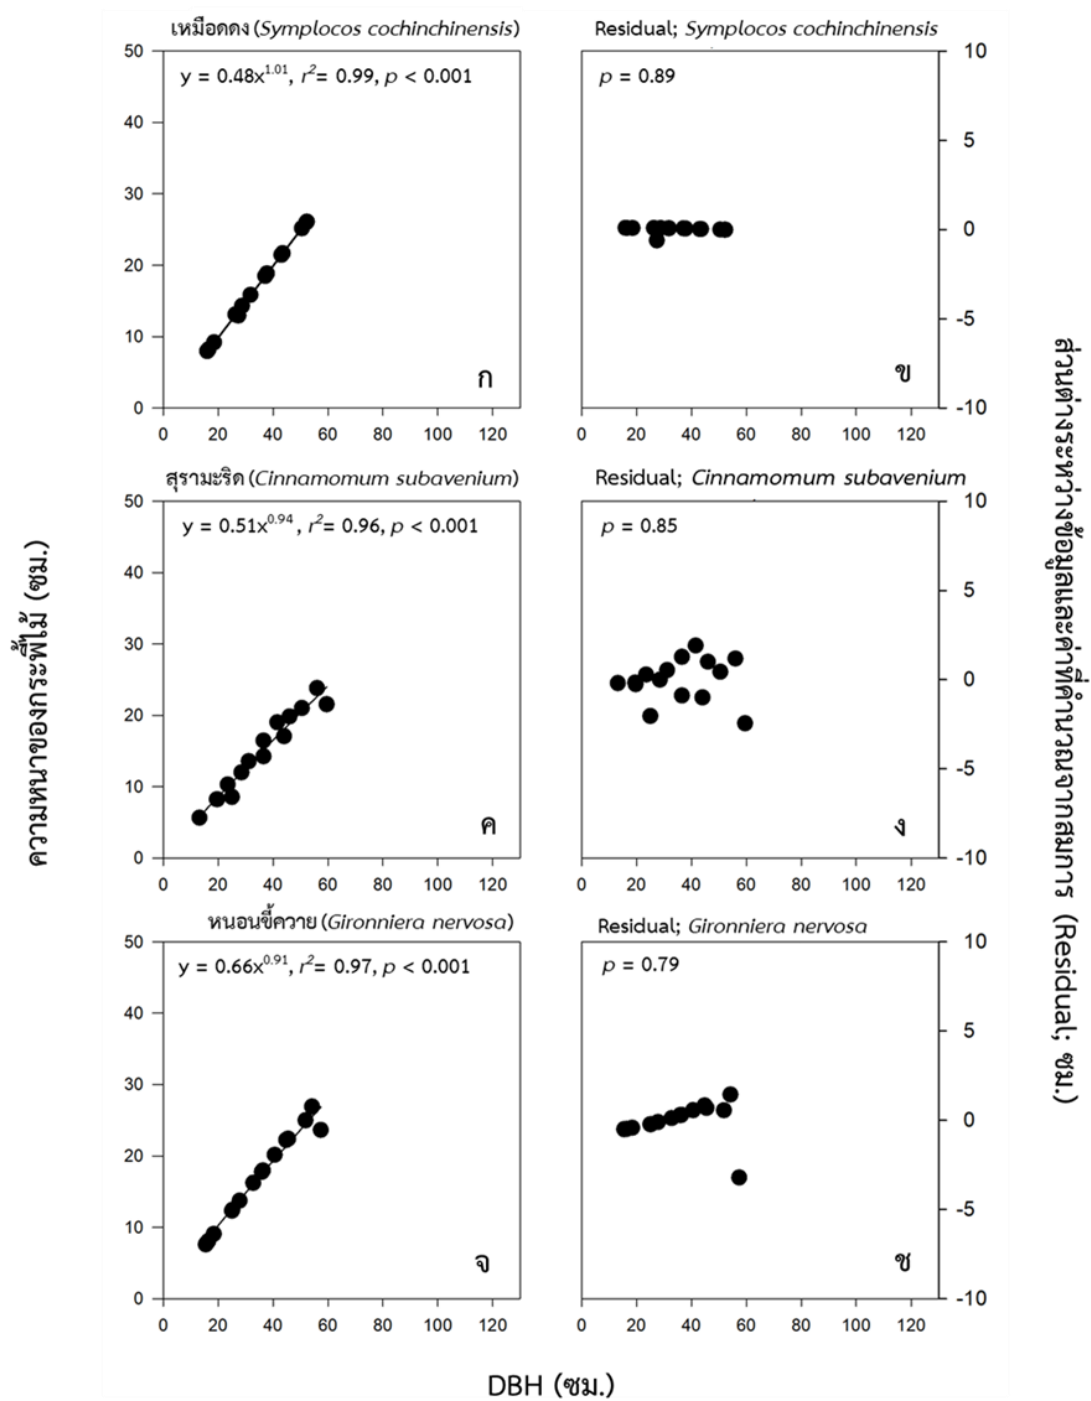 เหมือดดง (Symplocos cochinchinensis)
Residual; Symplocos cochinchinensis
50
40
30
20
10
0
y = 0.48x^1.01, r^2= 0.99, p < 0.001
ก
0 20 40 60 80 100 120
p = 0.89
ข
10
5
0
-5
-10
0 20 40 60 80 100 120
สุรามะริด (Cinnamomum subavenium)
Residual; Cinnamomum subavenium
50
40
30
20
10
0
y = 0.51x^0.94 , r^2= 0.96, p < 0.001
ค
0 20 40 60 80 100 120
p = 0.85
ง
10
5
0
-5
-10
0 20 40 60 80 100 120
หนอนขี้ควาย (Gironniera nervosa)
Residual; Gironniera nervosa
50
40
30
20
10
0
y = 0.66x^0.91, r^2= 0.97, p < 0.001
จ
0 20 40 60 80 100 120
p = 0.79
ช
10
5
0
-5
-10
0 20 40 60 80 100 120
ความหนาของกระพี้ไม้ (ซม.)
ส่วนต่างระหว่างข้อมูลและค่าที่คำนวณจากสมการ (Residual; ซม.)
DBH (ซม.)